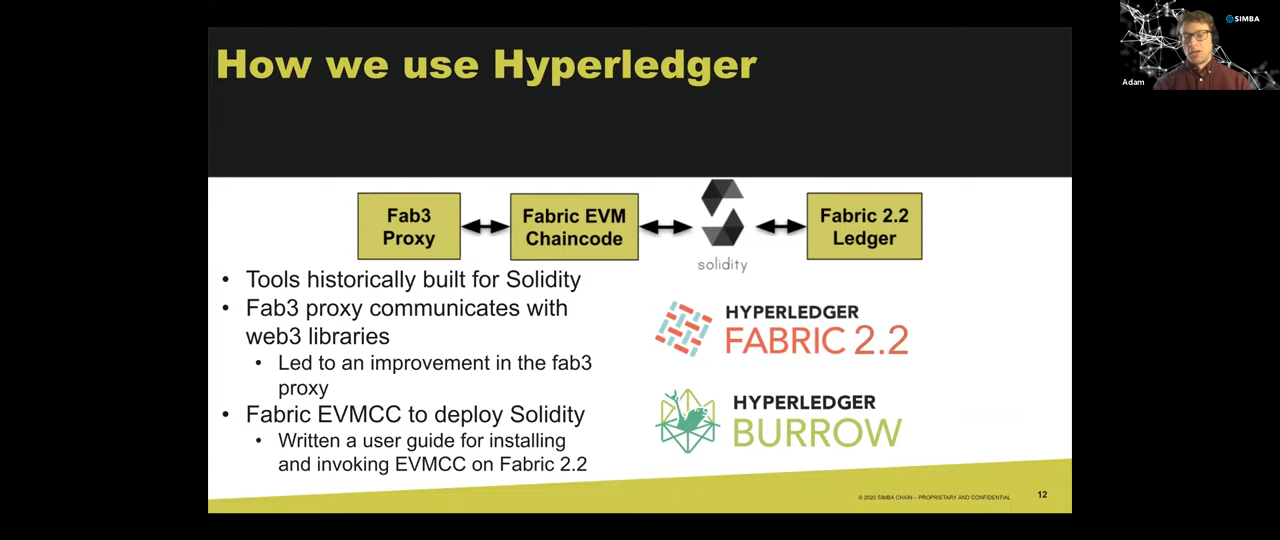 How we use Hyperledger
SIMBA
Adam
Fab3
Proxy
Fabric EVM
Chaincode
solidity
Fabric 2.2
Ledger
• Tools historically built for Solidity
• Fab3 proxy communicates with
web3 libraries
• Led to an improvement in the fab3
proxy
• Fabric EVMCC to deploy Solidity
• Written a user guide for installing
and invoking EVMCC on Fabric 2.2
HYPERLEDGER
FABRIC 2.2
HYPERLEDGER
BURROW
© 2020 SIMBA CHAIN – PROPRIETARY AND CONFIDENTIAL
12